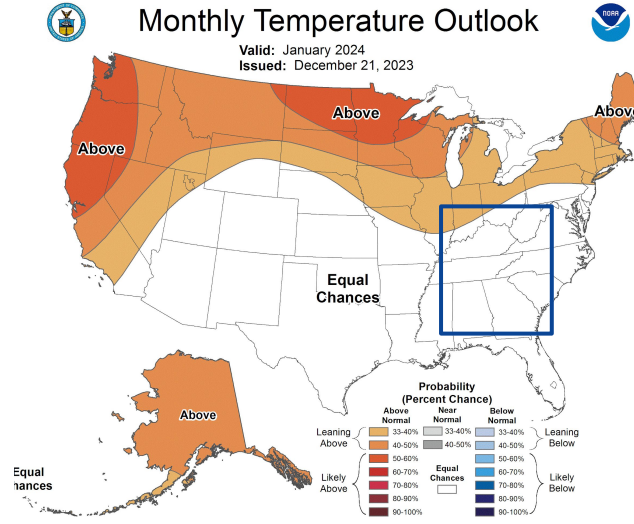 Monthly Temperature Outlook
NOAA
Valid: January 2024
Issued: December 21, 2023
Above
Above
Above
Equal
Chances
Above
Equal
hances
Probability
(Percent Chance)
Above
Normal
Near
Normal
Below
Normal
Leaning
Above
33-40%
33-40%
33-40%
Leaning
Below
40-50%
40-50%
40-50%
Likely
Above
50-60%
50-60%
Likely
Below
60-70%
60-70%
70-80%
70-80%
80-90%
80-90%
90-100%
90-100%
Equal
Chances